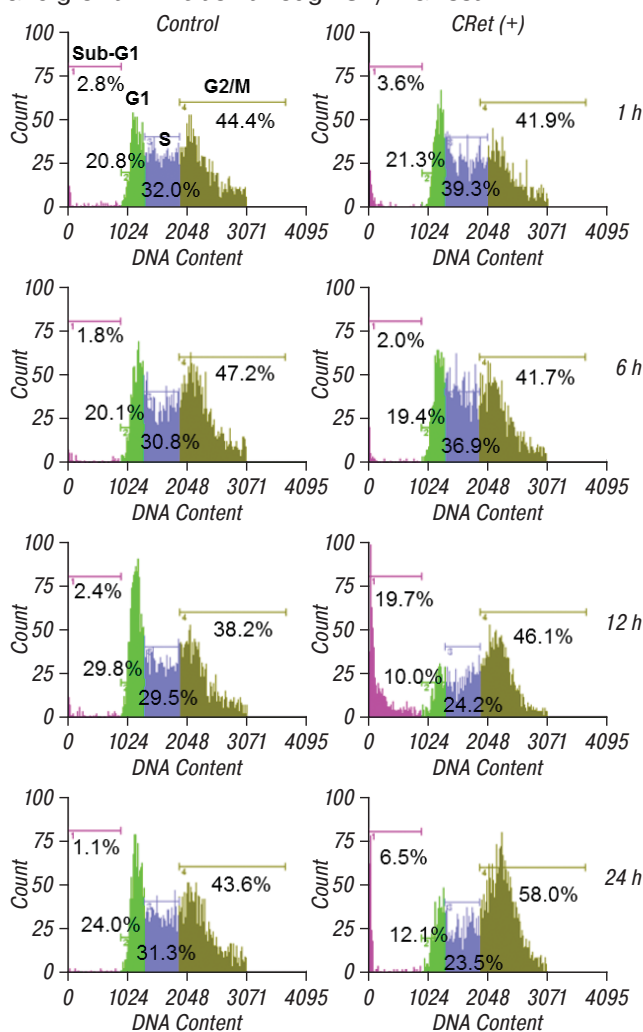 Control
CRet (+)
100
75
50
25
0
Count
Sub-G1
2.8%
G1
G2/M
S
44.4%
20.8%
32.0%
0 1024 2048 3071 4095
DNA Content
100
75
50
25
0
Count
3.6%
41.9%
21.3%
39.3%
0 1024 2048 3071 4095
DNA Content
1 h
100
75
50
25
0
Count
1.8%
47.2%
20.1%
30.8%
0 1024 2048 3071 4095
DNA Content
100
75
50
25
0
Count
2.0%
41.7%
19.4%
36.9%
0 1024 2048 3071 4095
DNA Content
6 h
100
75
50
25
0
Count
2.4%
38.2%
29.8%
29.5%
0 1024 2048 3071 4095
DNA Content
100
75
50
25
0
Count
19.7%
46.1%
10.0%
24.2%
0 1024 2048 3071 4095
DNA Content
12 h
100
75
50
25
0
Count
1.1%
43.6%
24.0%
31.3%
0 1024 2048 3071 4095
DNA Content
100
75
50
25
0
Count
6.5%
58.0%
12.1%
23.5%
0 1024 2048 3071 4095
DNA Content
24 h